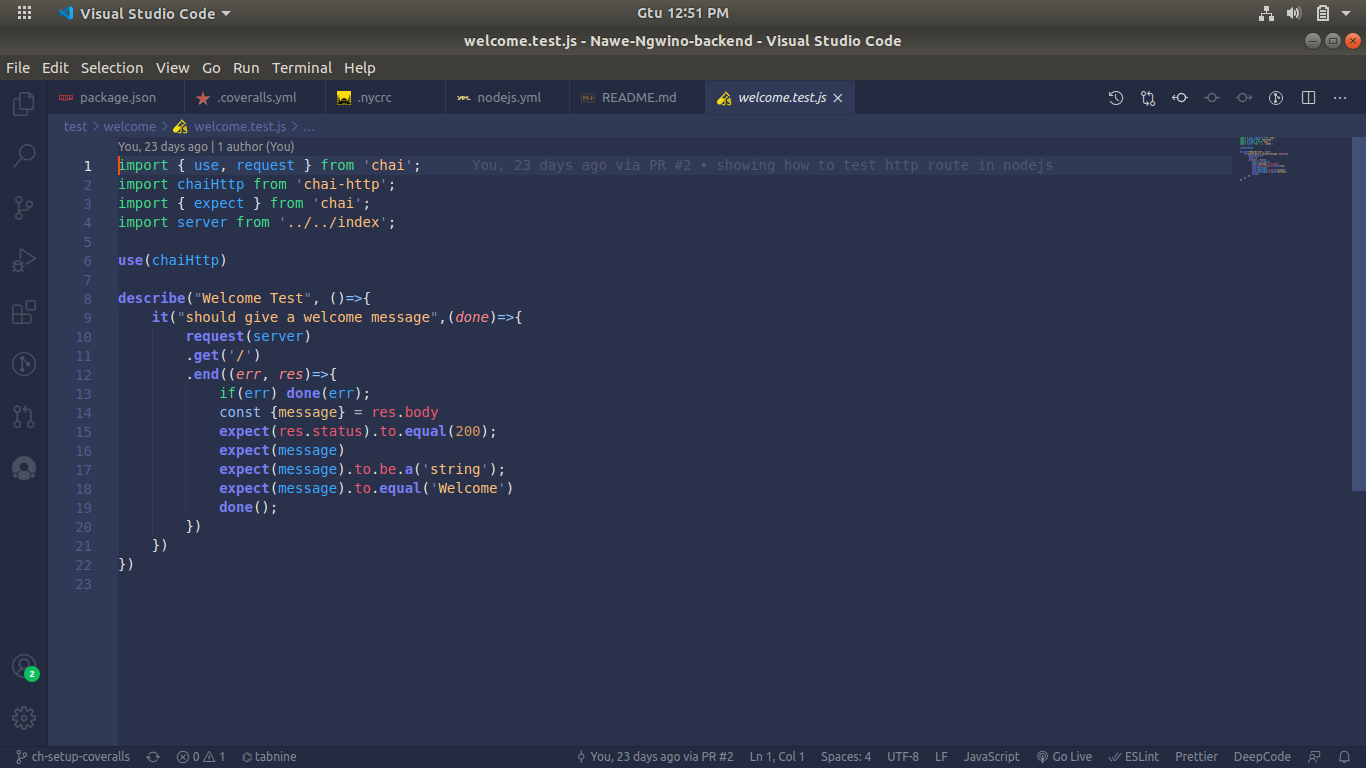 Visual Studio Code
Gtu 12:51 PM
welcome.test.js - Nawe-Ngwino-backend - Visual Studio Code
File Edit Selection View Go Run Terminal Help
package.json .coveralls.yml .nycrc nodejs.yml README.md welcome.test.js
test > welcome > welcome.test.js > ...
You, 23 days ago | 1 author (You)
1 import { use, request } from 'chai'; You, 23 days ago via PR #2 • showing how to test http route in nodejs
2 import chaiHttp from 'chai-http';
3 import { expect } from 'chai';
4 import server from '../../index';
5
6 use(chaiHttp)
7
8 describe("Welcome Test", ()=>{
9 it("should give a welcome message",(done)=>{
10 request(server)
11 .get('/')
12 .end((err, res)=>{
13 if(err) done(err);
14 const {message} = res.body
15 expect(res.status).to.equal(200);
16 expect(message)
17 expect(message).to.be.a('string');
18 expect(message).to.equal('Welcome')
19 done();
20 })
21 })
22 })
23
2
ch-setup-coveralls 0 1 tabnine You, 23 days ago via PR #2 Ln 1, Col 1 Spaces: 4 UTF-8 LF JavaScript Go Live ESLint Prettier DeepCode